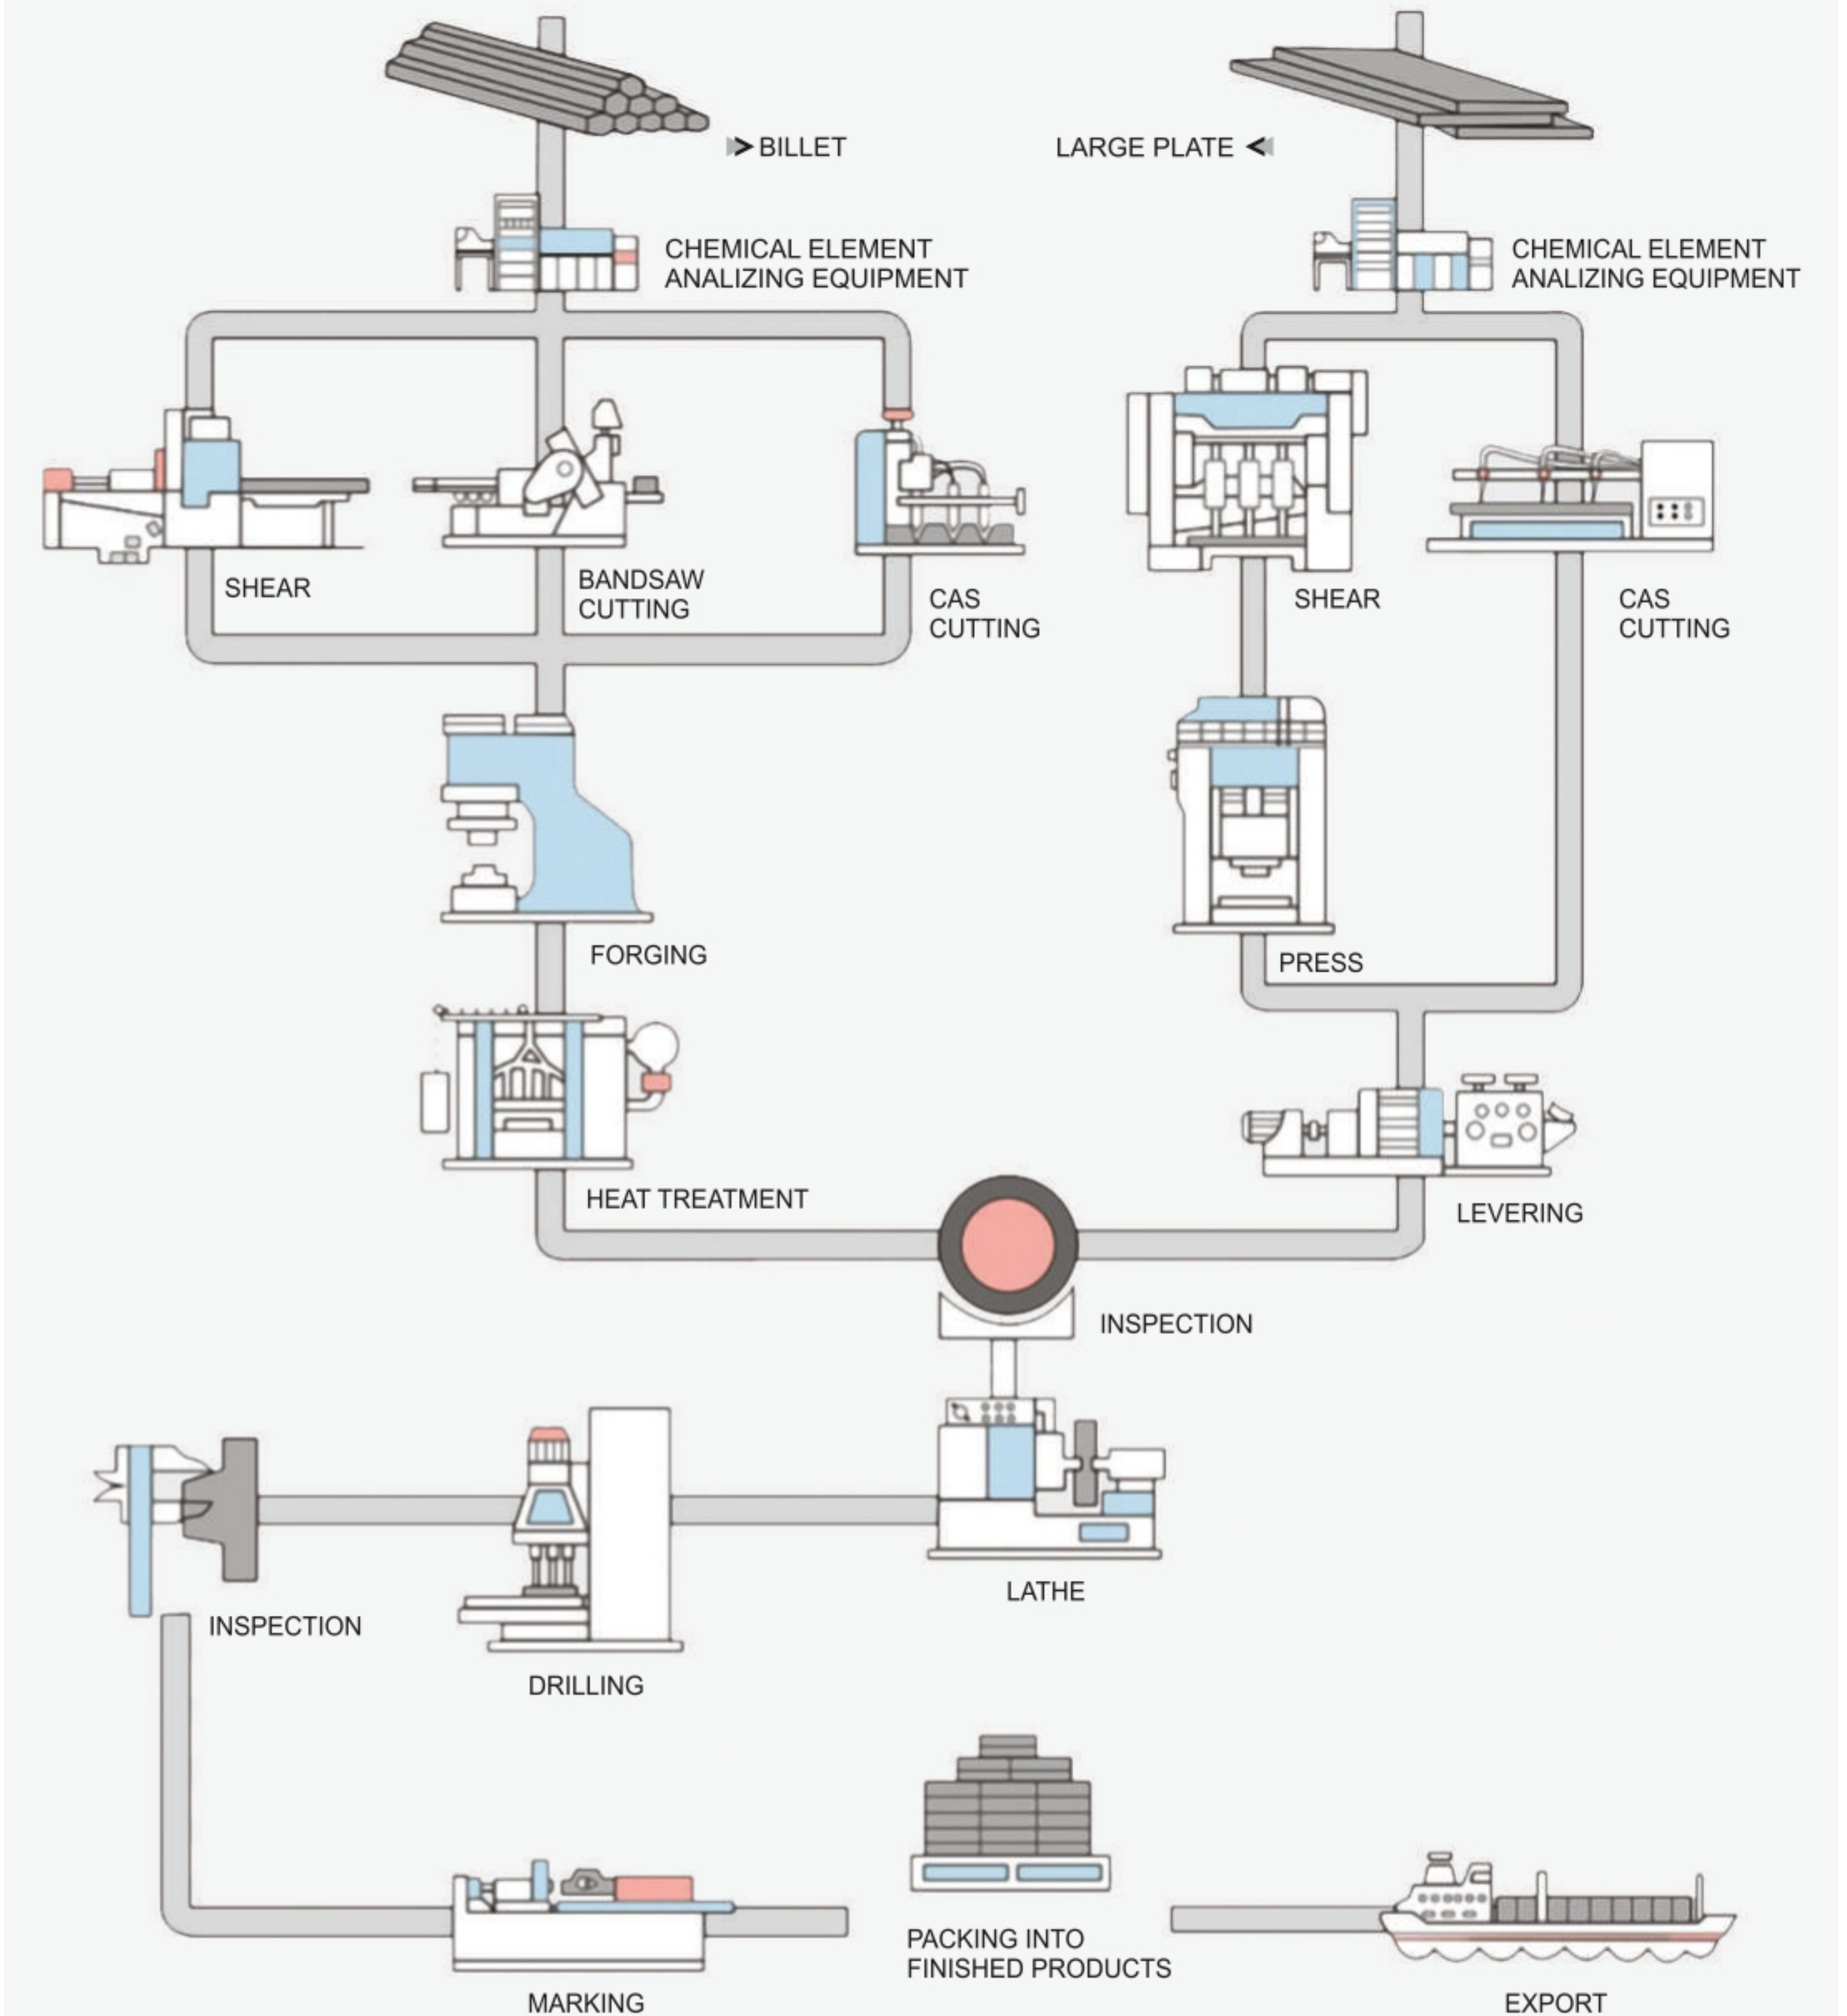 BILLET
LARGE PLATE
CHEMICAL ELEMENT
ANALIZING EQUIPMENT
CHEMICAL ELEMENT
ANALIZING EQUIPMENT
SHEAR
BANDSAW
CUTTING
CAS
CUTTING
SHEAR
CAS
CUTTING
FORGING
PRESS
HEAT TREATMENT
LEVERING
INSPECTION
LATHE
INSPECTION
DRILLING
PACKING INTO
FINISHED PRODUCTS
MARKING
EXPORT